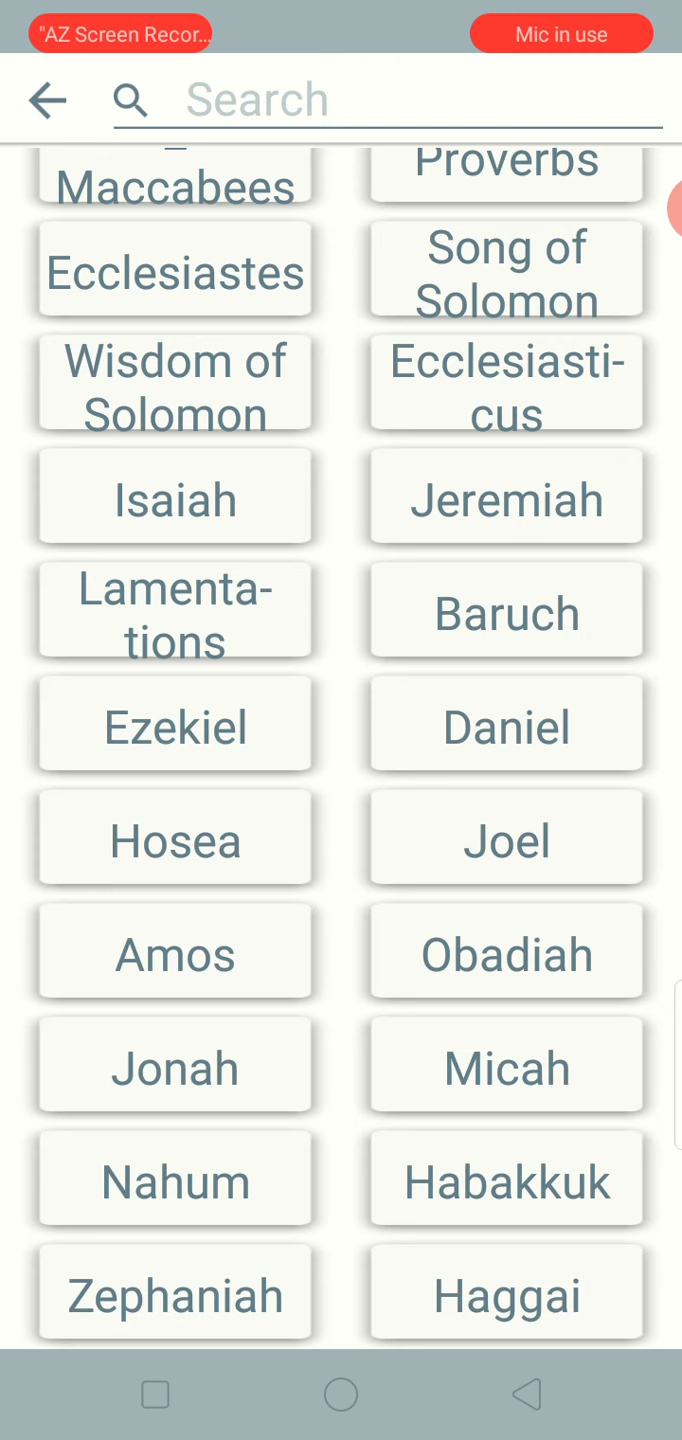 "AZ Screen Recor...
Mic in use
Search
Maccabees
Proverbs
Ecclesiastes
Song of
Solomon
Wisdom of
Solomon
Ecclesiasti-
cus
Isaiah
Jeremiah
Lamenta-
tions
Baruch
Ezekiel
Daniel
Hosea
Joel
Amos
Obadiah
Jonah
Micah
Nahum
Habakkuk
Zephaniah
Haggai